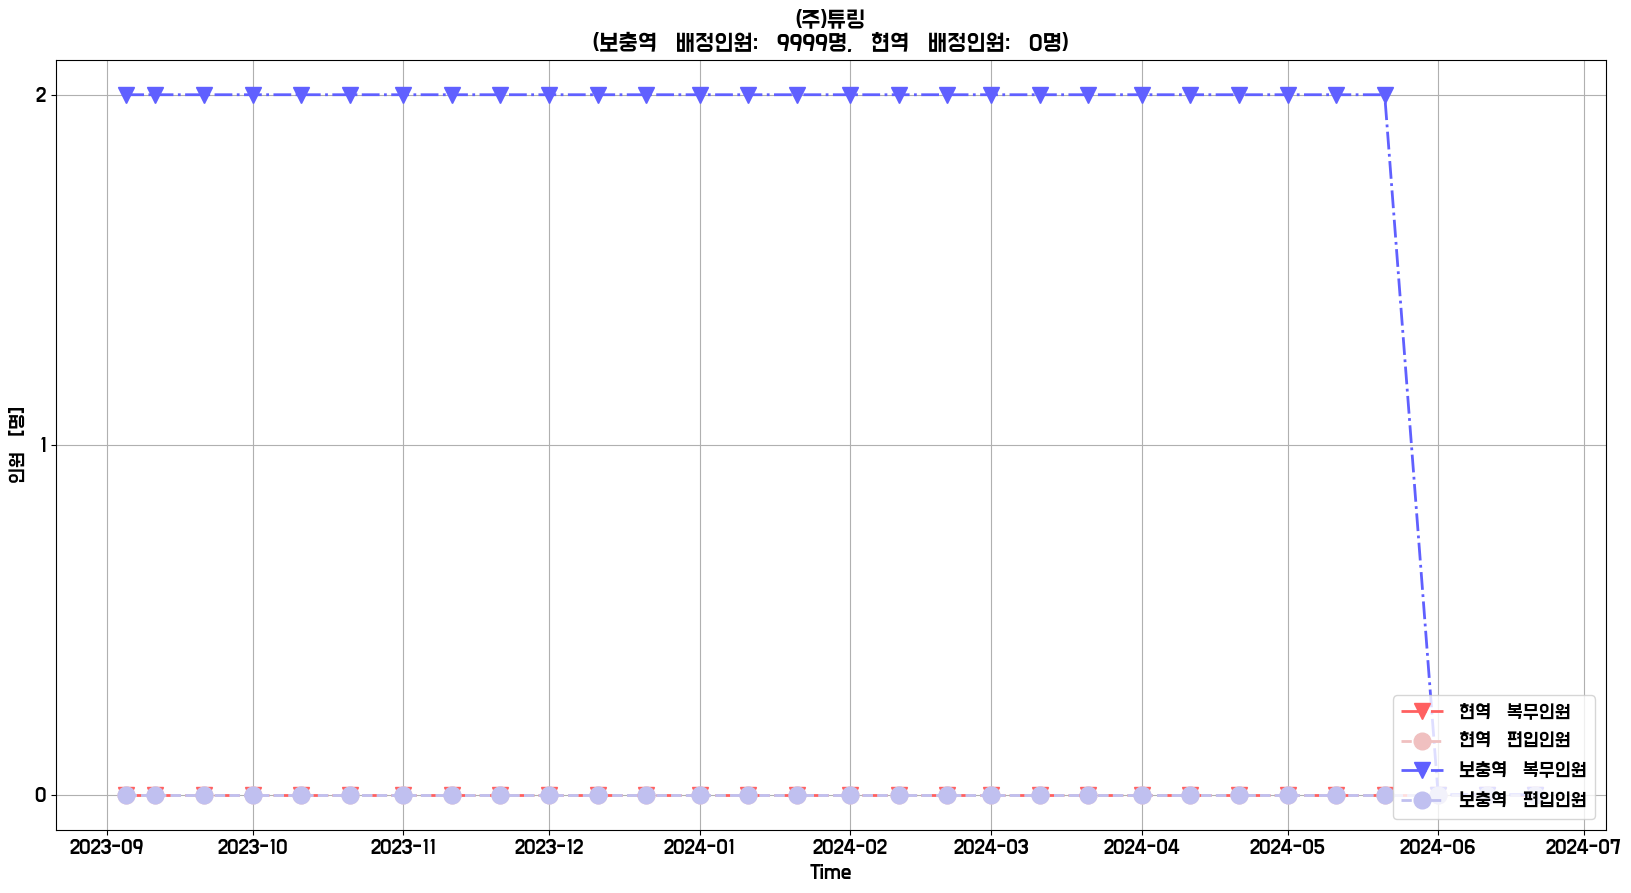 (주)튜링
(보충역 배정인원: 9999명, 현역 배정인원: 0명)
인원 [명]
2
1
0
2023-09 2023-10 2023-11 2023-12 2024-01 2024-02 2024-03 2024-04 2024-05 2024-06 2024-07
Time
현역 복무인원
현역 편입인원
보충역 복무인원
보충역 편입인원